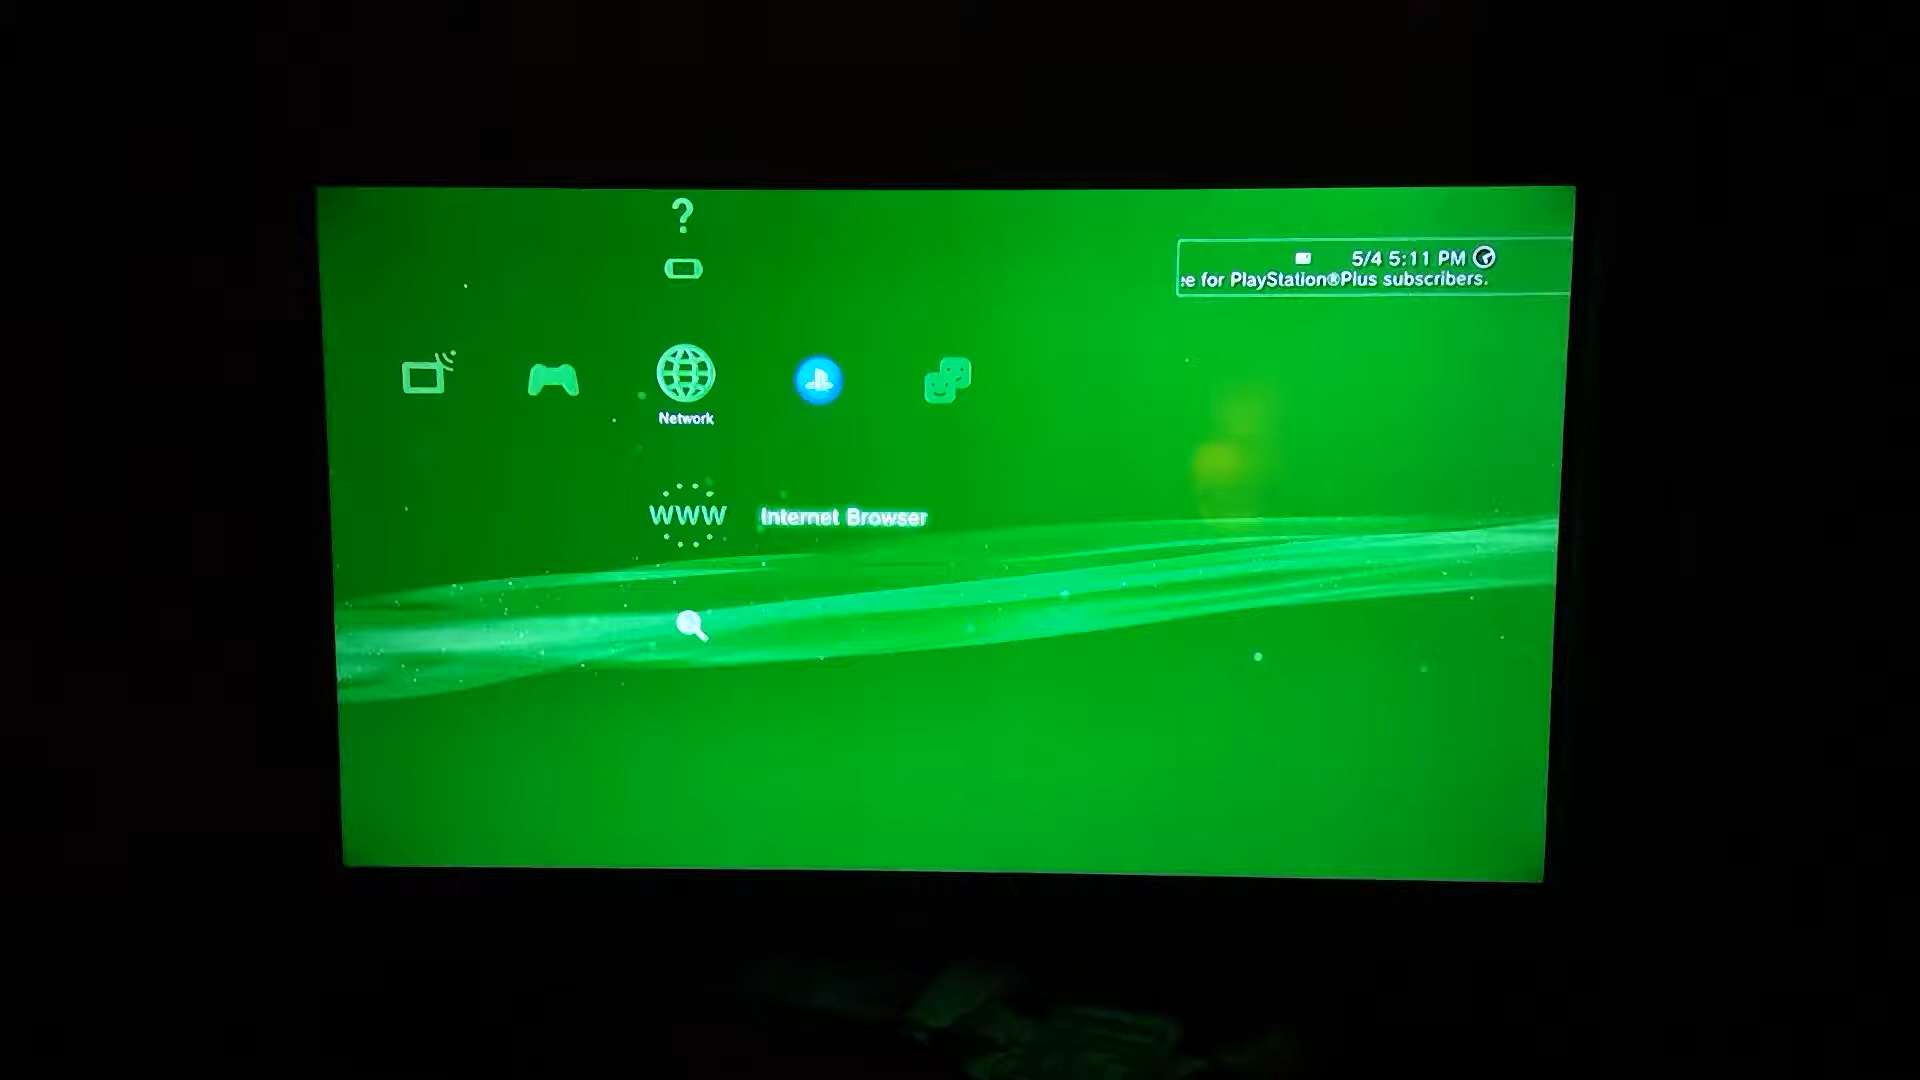 ?
5/4 5:11 PM
e for PlayStation®Plus subscribers.
Network
WWW
Internet Browser